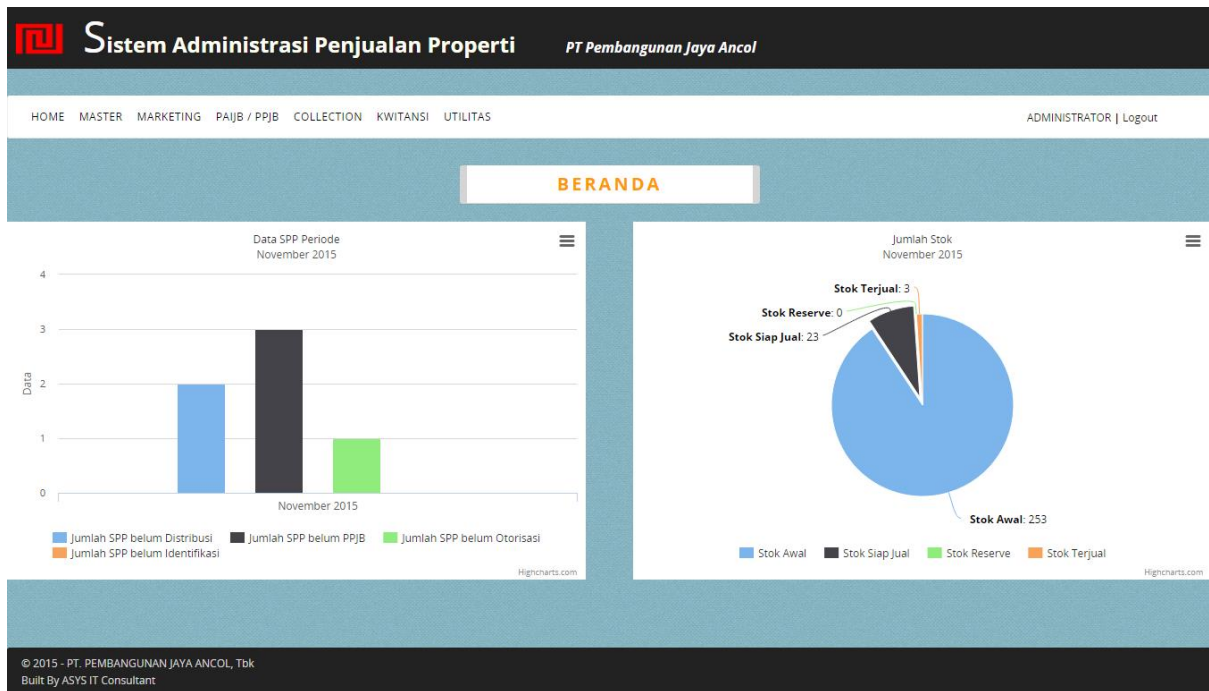 Sistem Administrasi Penjualan Properti PT Pembangunan Jaya Ancol
HOME MASTER MARKETING PAIJB / PPJB COLLECTION KWITANSI UTILITAS ADMINISTRATOR | Logout
BERANDA
Data SPP Periode
November 2015
4
3
2
1
0
Data
November 2015
Jumlah SPP belum Distribusi Jumlah SPP belum PPJB Jumlah SPP belum Otorisasi
Jumlah SPP belum Identifikasi
Highcharts.com
Jumlah Stok
November 2015
Stok Terjual: 3
Stok Reserve: 0
Stok Siap Jual: 23
Stok Awal: 253
Stok Awal Stok Siap Jual Stok Reserve Stok Terjual
Highcharts.com
© 2015 - PT. PEMBANGUNAN JAYA ANCOL, Tbk
Built By ASYS IT Consultant